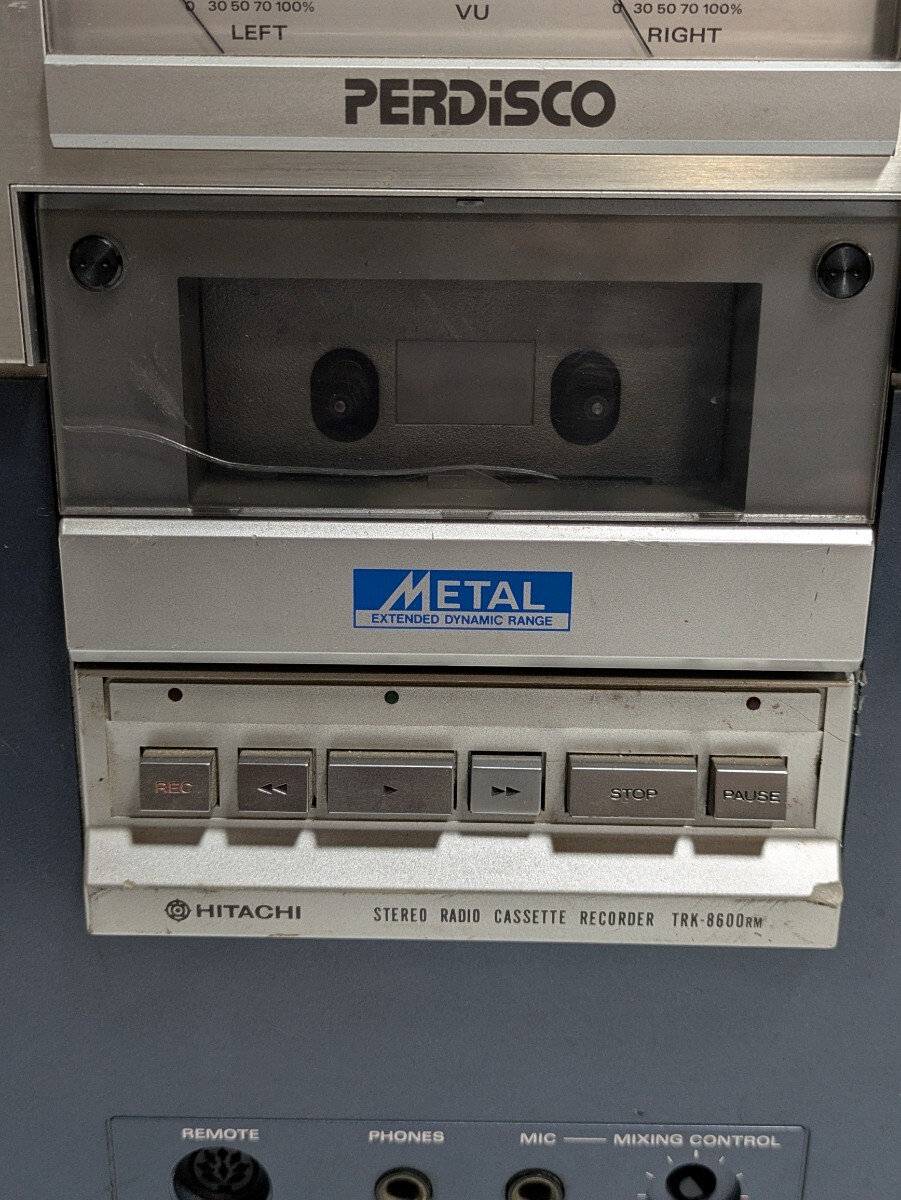 0 30 50 70 100% VU 0 30 50 70 100%
LEFT RIGHT
PERDiSCO
METAL
EXTENDED DYNAMIC RANGE
REC ◀◀ ▶ ▶▶ STOP PAUSE
HITACHI STEREO RADIO CASSETTE RECORDER TRK-8600RM
REMOTE PHONES MIC MIXING CONTROL